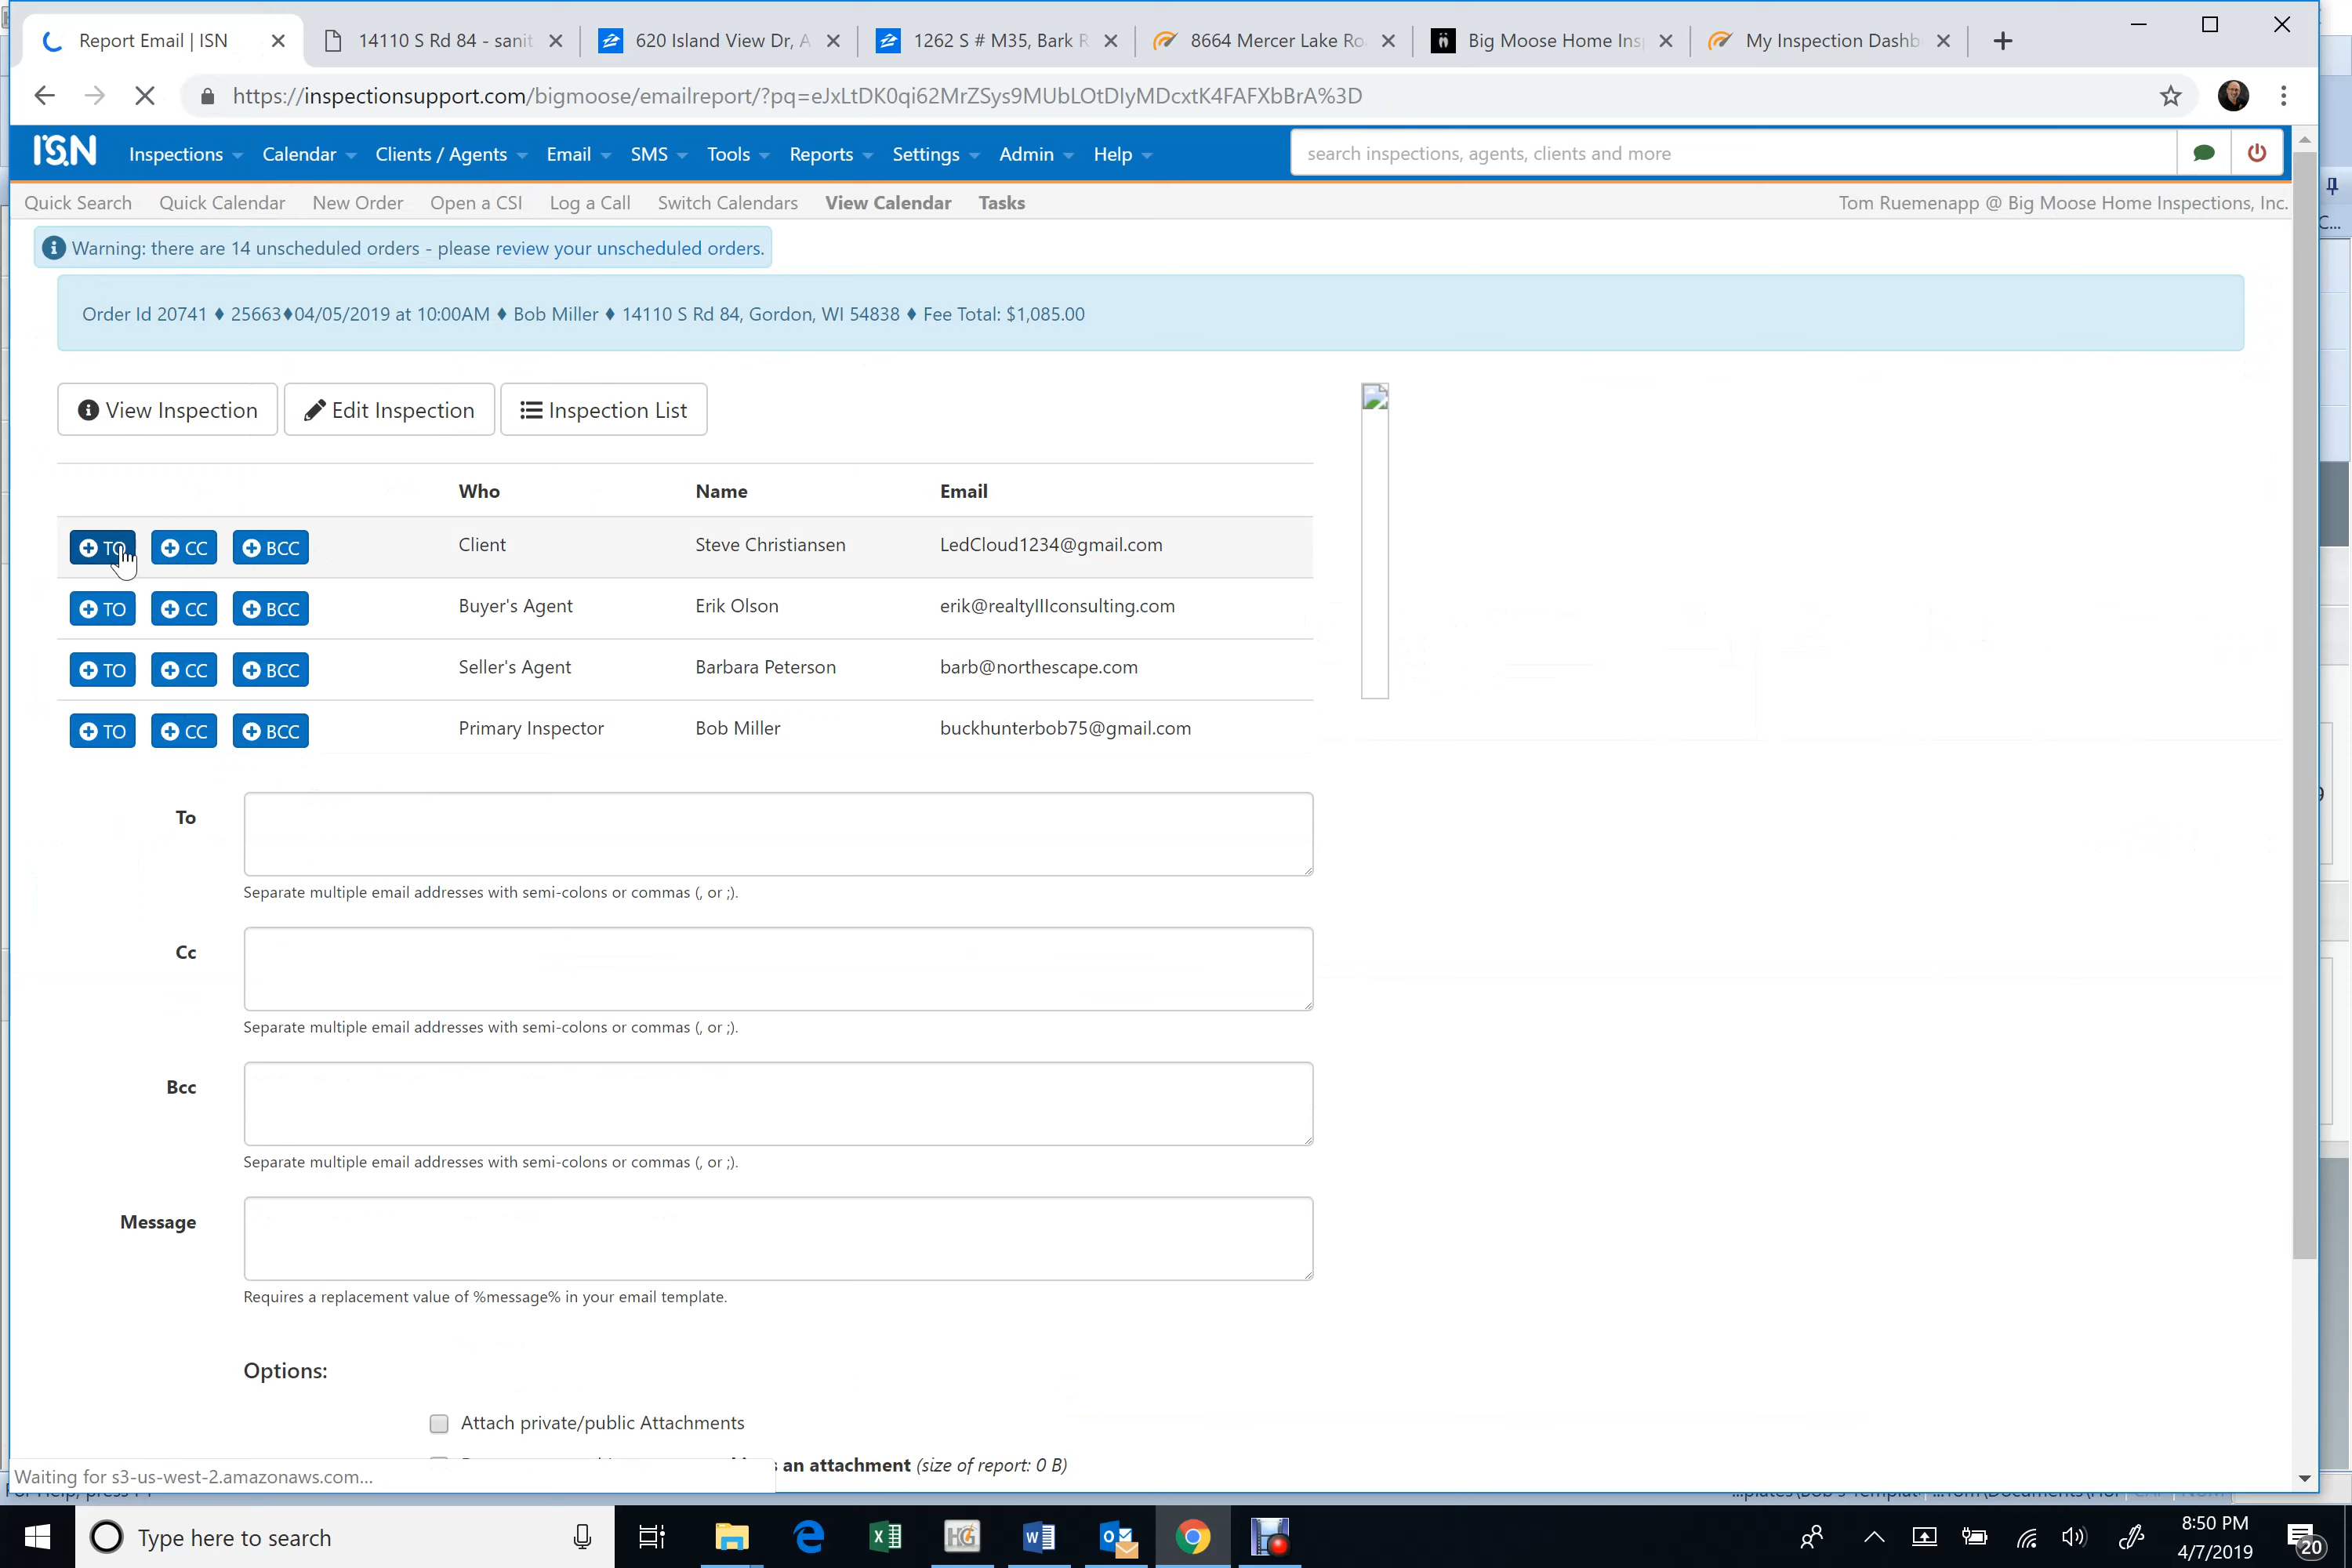 Report Email | ISN
14110 S Rd 84 - sanit
620 Island View Dr, A
1262 S # M35, Bark R
8664 Mercer Lake Ro
Big Moose Home Ins
My Inspection Dashb
https://inspectionsupport.com/bigmoose/emailreport/?pq=eJxLtDK0qi62MrZSys9MUbLOtDIyMDcxtK4FAFXbBrA%3D
ISN Inspections Calendar Clients / Agents Email SMS Tools Reports Settings Admin Help search inspections, agents, clients and more
Quick Search Quick Calendar New Order Open a CSI Log a Call Switch Calendars View Calendar Tasks Tom Ruemenapp @ Big Moose Home Inspections, Inc.
Warning: there are 14 unscheduled orders - please review your unscheduled orders.
Order Id 20741 ♦ 25663♦04/05/2019 at 10:00AM ♦ Bob Miller ♦ 14110 S Rd 84, Gordon, WI 54838 ♦ Fee Total: $1,085.00
View Inspection Edit Inspection Inspection List
Who Name Email
TO CC BCC Client Steve Christiansen LedCloud1234@gmail.com
TO CC BCC Buyer's Agent Erik Olson erik@realtyIIIconsulting.com
TO CC BCC Seller's Agent Barbara Peterson barb@northescape.com
TO CC BCC Primary Inspector Bob Miller buckhunterbob75@gmail.com
To
Separate multiple email addresses with semi-colons or commas (, or ;).
Cc
Separate multiple email addresses with semi-colons or commas (, or ;).
Bcc
Separate multiple email addresses with semi-colons or commas (, or ;).
Message
Requires a replacement value of %message% in your email template.
Options:
Attach private/public Attachments
an attachment (size of report: 0 B)
Waiting for s3-us-west-2.amazonaws.com...
Type here to search
8:50 PM
4/7/2019
20